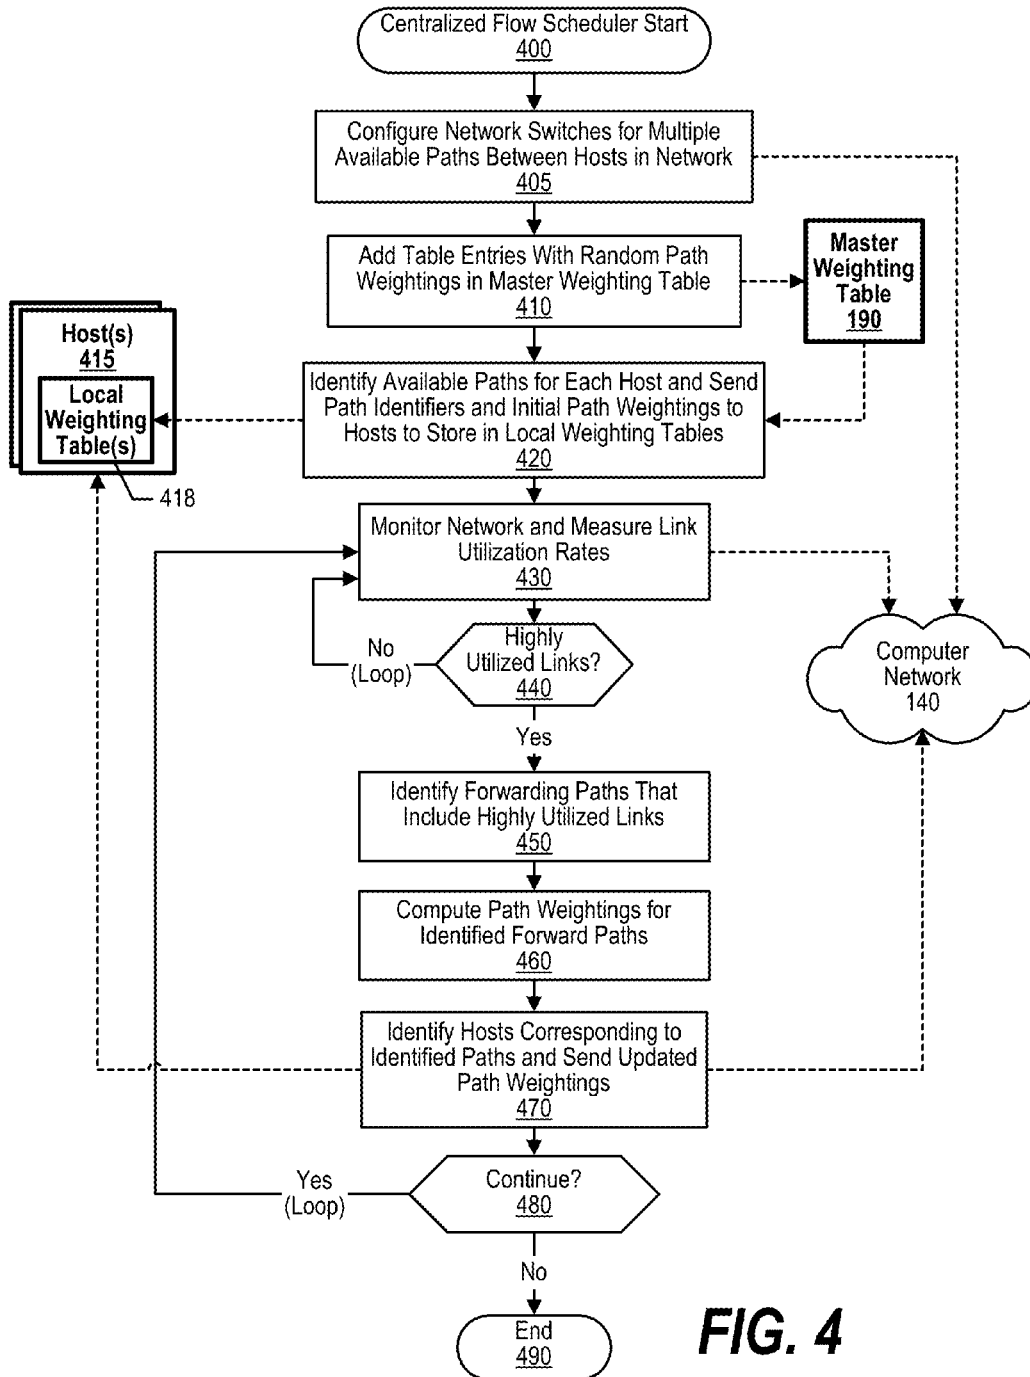 Centralized Flow Scheduler Start
400
Configure Network Switches for Multiple
Available Paths Between Hosts in Network
405
Add Table Entries With Random Path
Weightings in Master Weighting Table
410
Master
Weighting
Table
190
Host(s)
415
Local
Weighting
Table(s)
418
Identify Available Paths for Each Host and Send
Path Identifiers and Initial Path Weightings to
Hosts to Store in Local Weighting Tables
420
Monitor Network and Measure Link
Utilization Rates
430
No
(Loop)
Highly
Utilized Links?
440
Computer
Network
140
Yes
Identify Forwarding Paths That
Include Highly Utilized Links
450
Compute Path Weightings for
Identified Forward Paths
460
Identify Hosts Corresponding to
Identified Paths and Send Updated
Path Weightings
470
Yes
(Loop)
Continue?
480
No
End
490
FIG. 4